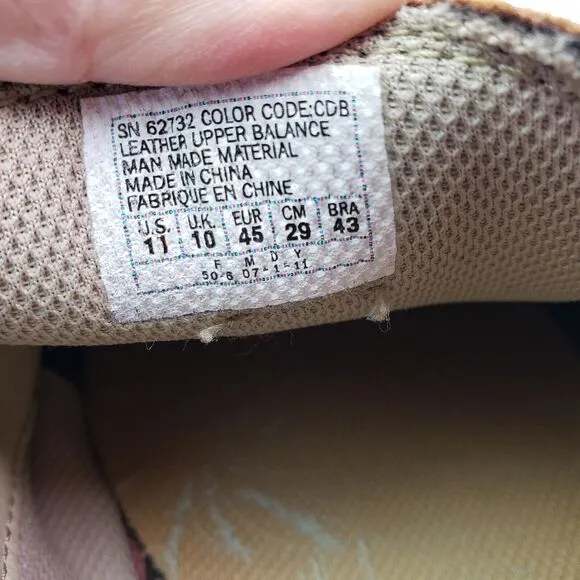 SN 62732 COLOR CODE:CDB
LEATHER UPPER BALANCE
MAN MADE MATERIAL
MADE IN CHINA
FABRIQUE EN CHINE
U.S. U.K. EUR CM BRA
11 10 45 29 43
F M D Y
50-6 07-1-11